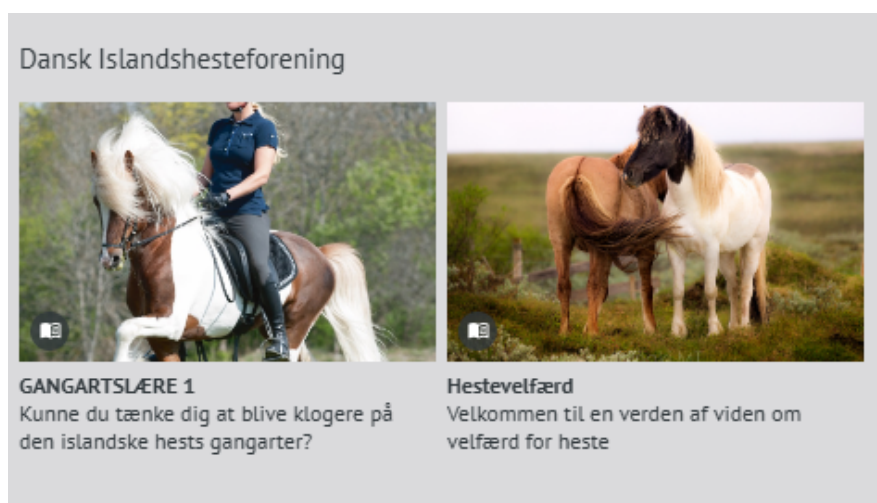 Dansk Islandshesteforening
GANGARTSLÆRE 1
Kunne du tænke dig at blive klogere på
den islandske hests gangarter?
Hestevelfærd
Velkommen til en verden af viden om
velfærd for heste